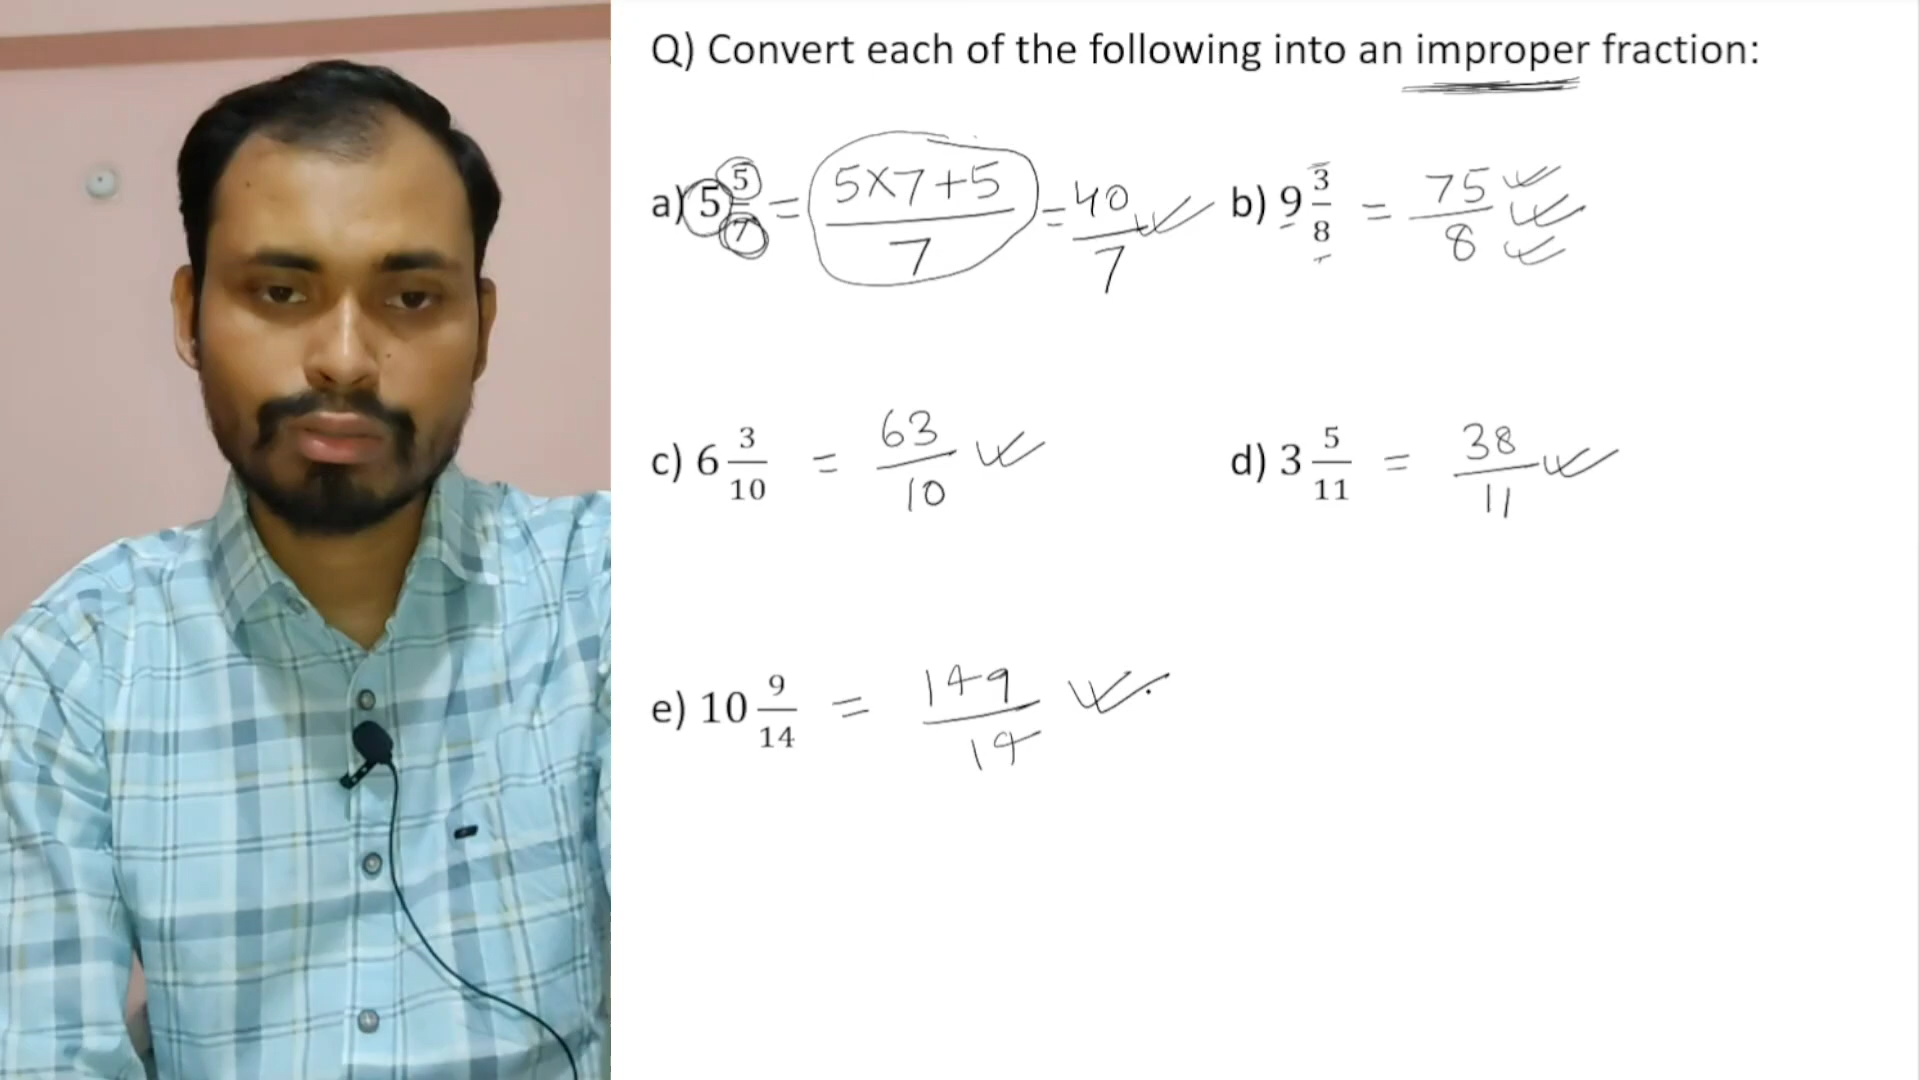 Q) Convert each of the following into an improper fraction:
a) 5 5/7 = (5×7+5)/7 = 40/7
b) 9 3/8 = 75/8
c) 6 3/10 = 63/10
d) 3 5/11 = 38/11
e) 10 9/14 = 149/14